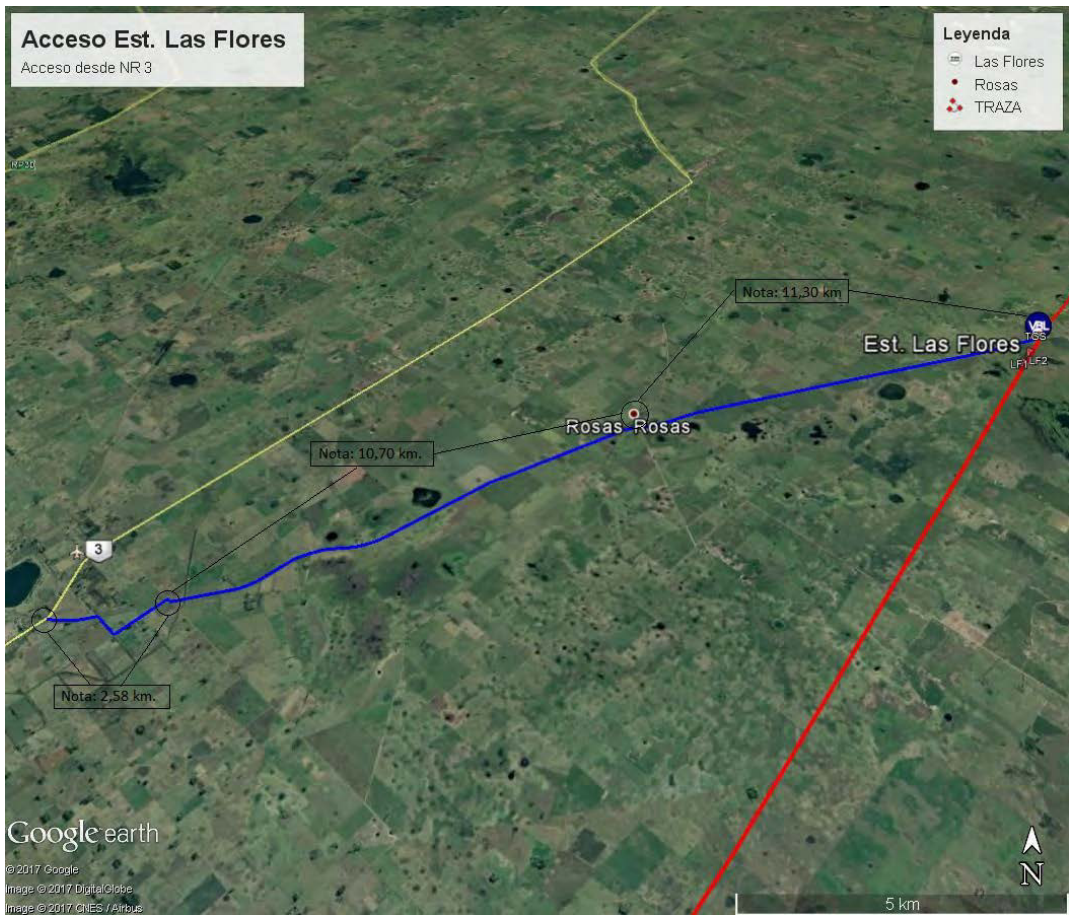 Acceso Est. Las Flores
Acceso desde NR 3
Leyenda
Las Flores
Rosas
TRAZA
Nota: 11,30 km
VBL
TGS
Est. Las Flores
LF1
LF2
Rosas Rosas
Nota: 10,70 km.
3
Nota: 2,58 km.
Google earth
© 2017 Google
Image © 2017 DigitalGlobe
Image © 2017 CNES / Airbus
N
5 km